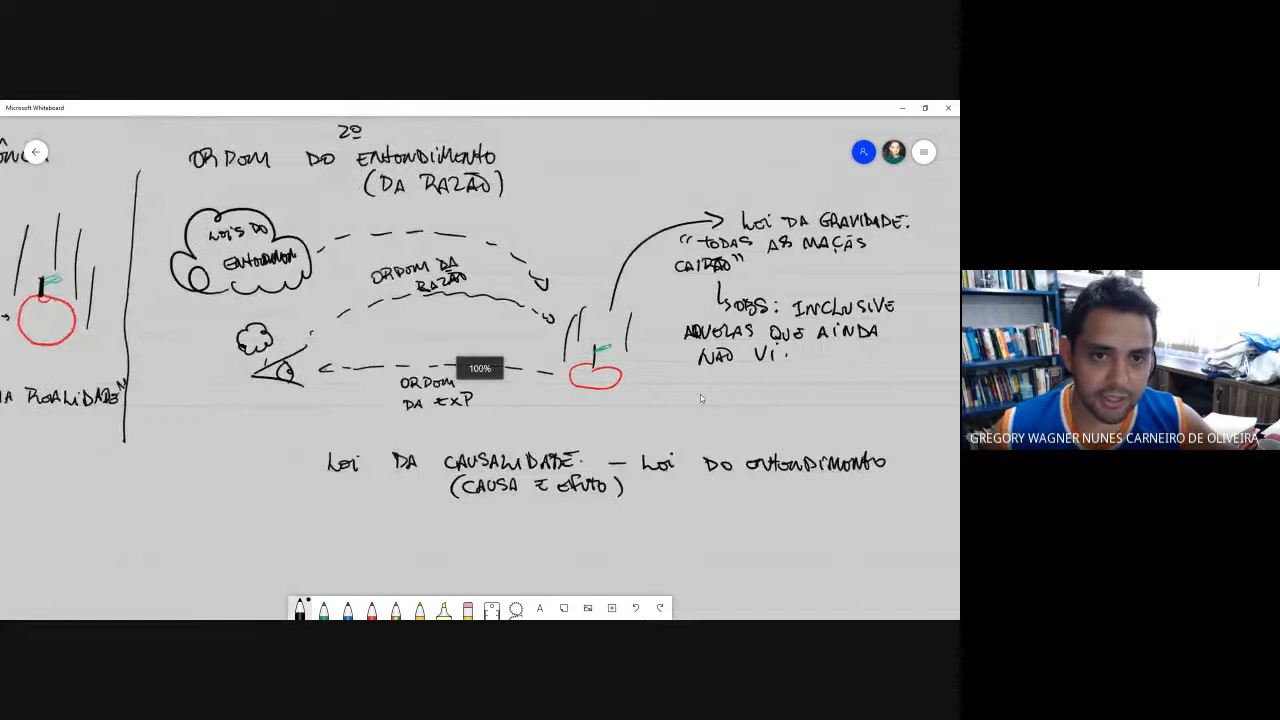 Microsoft Whiteboard
2º
ORDEM DO ENTENDIMENTO
(DA RAZÃO)
LEIS DO
ORDEM DA
RAZÃO
LEI DA GRAVIDADE:
"TODAS AS MAÇÃS
CAIRÃO"
OBS: INCLUSIVE
AQUELAS QUE AINDA
NÃO VI.
100%
ORDEM
DA EXP
A REALIDADE"
LEI DA CAUSALIDADE. — LEI DO ENTENDIMENTO
(CAUSA E EFEITO)
A
GREGORY WAGNER NUNES CARNEIRO DE OLIVEIRA